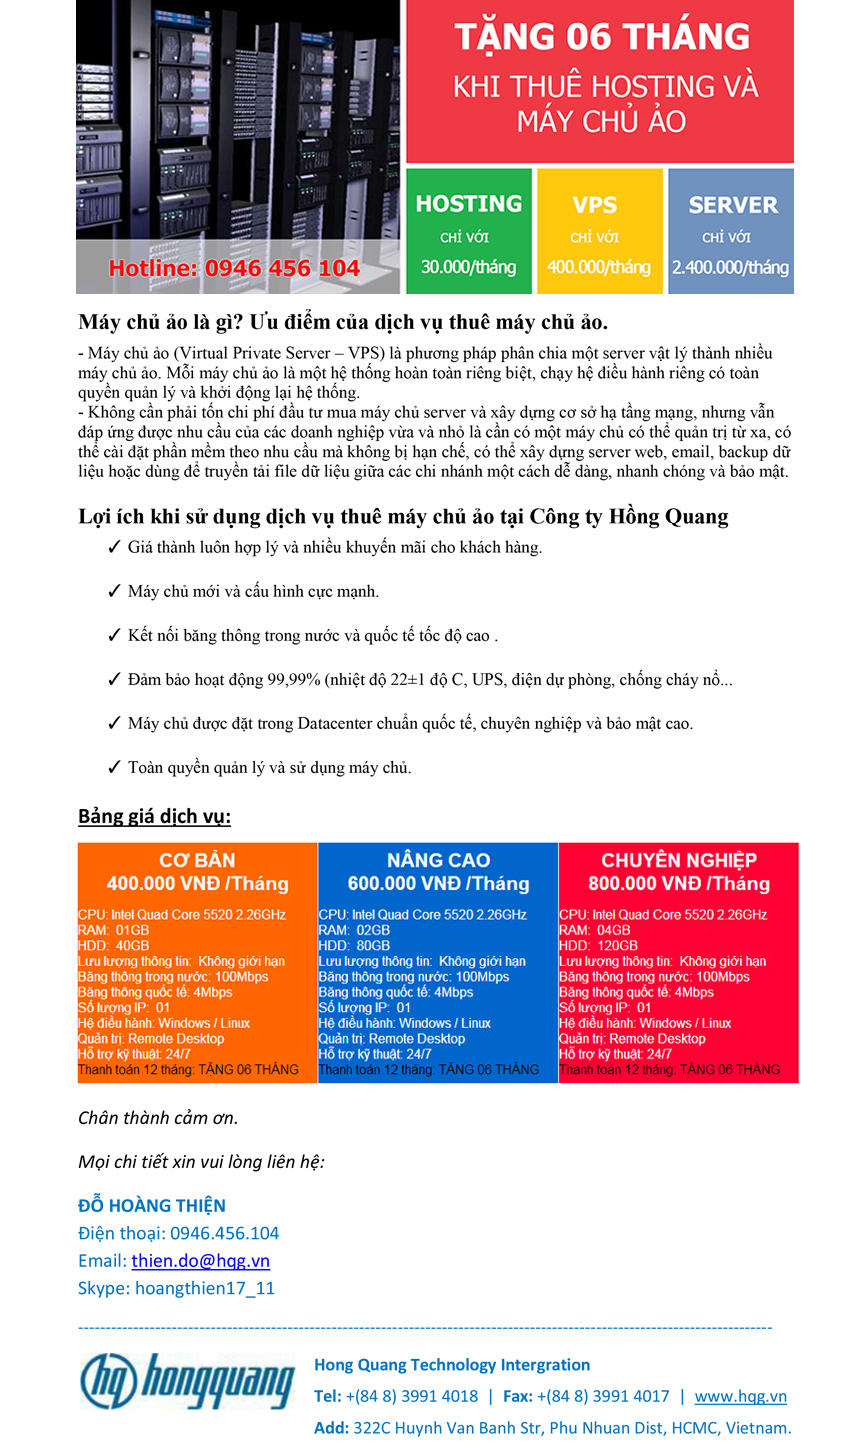 TẶNG 06 THÁNG
KHI THUÊ HOSTING VÀ
MÁY CHỦ ẢO
HOSTING
CHỈ VỚI
30.000/tháng
VPS
CHỈ VỚI
400.000/tháng
SERVER
CHỈ VỚI
2.400.000/tháng
Hotline: 0946 456 104
Máy chủ ảo là gì? Ưu điểm của dịch vụ thuê máy chủ ảo.
- Máy chủ ảo (Virtual Private Server – VPS) là phương pháp phân chia một server vật lý thành nhiều
máy chủ ảo. Mỗi máy chủ ảo là một hệ thống hoàn toàn riêng biệt, chạy hệ điều hành riêng có toàn
quyền quản lý và khởi động lại hệ thống.
- Không cần phải tốn chi phí đầu tư mua máy chủ server và xây dựng cơ sở hạ tầng mạng, nhưng vẫn
đáp ứng được nhu cầu của các doanh nghiệp vừa và nhỏ là cần có một máy chủ có thể quản trị từ xa, có
thể cài đặt phần mềm theo nhu cầu mà không bị hạn chế, có thể xây dựng server web, email, backup dữ
liệu hoặc dùng để truyền tải file dữ liệu giữa các chi nhánh một cách dễ dàng, nhanh chóng và bảo mật.
Lợi ích khi sử dụng dịch vụ thuê máy chủ ảo tại Công ty Hồng Quang
✓ Giá thành luôn hợp lý và nhiều khuyến mãi cho khách hàng.
✓ Máy chủ mới và cấu hình cực mạnh.
✓ Kết nối băng thông trong nước và quốc tế tốc độ cao .
✓ Đảm bảo hoạt động 99,99% (nhiệt độ 22±1 độ C, UPS, điện dự phòng, chống cháy nổ...
✓ Máy chủ được đặt trong Datacenter chuẩn quốc tế, chuyên nghiệp và bảo mật cao.
✓ Toàn quyền quản lý và sử dụng máy chủ.
Bảng giá dịch vụ:
CƠ BẢN
400.000 VNĐ /Tháng
CPU: Intel Quad Core 5520 2.26GHz
RAM: 01GB
HDD: 40GB
Lưu lượng thông tin: Không giới hạn
Băng thông trong nước: 100Mbps
Băng thông quốc tế: 4Mbps
Số lượng IP: 01
Hệ điều hành: Windows / Linux
Quản trị: Remote Desktop
Hỗ trợ kỹ thuật: 24/7
Thanh toán 12 tháng: TẶNG 06 THÁNG
NÂNG CAO
600.000 VNĐ /Tháng
CPU: Intel Quad Core 5520 2.26GHz
RAM: 02GB
HDD: 80GB
Lưu lượng thông tin: Không giới hạn
Băng thông trong nước: 100Mbps
Băng thông quốc tế: 4Mbps
Số lượng IP: 01
Hệ điều hành: Windows / Linux
Quản trị: Remote Desktop
Hỗ trợ kỹ thuật: 24/7
Thanh toán 12 tháng: TẶNG 06 THÁNG
CHUYÊN NGHIỆP
800.000 VNĐ /Tháng
CPU: Intel Quad Core 5520 2.26GHz
RAM: 04GB
HDD: 120GB
Lưu lượng thông tin: Không giới hạn
Băng thông trong nước: 100Mbps
Băng thông quốc tế: 4Mbps
Số lượng IP: 01
Hệ điều hành: Windows / Linux
Quản trị: Remote Desktop
Hỗ trợ kỹ thuật: 24/7
Thanh toán 12 tháng: TẶNG 06 THÁNG
Chân thành cảm ơn.
Mọi chi tiết xin vui lòng liên hệ:
ĐỖ HOÀNG THIỆN
Điện thoại: 0946.456.104
Email: thien.do@hqg.vn
Skype: hoangthien17_11
hq hongquang
Hong Quang Technology Intergration
Tel: +(84 8) 3991 4018 | Fax: +(84 8) 3991 4017 | www.hqg.vn
Add: 322C Huynh Van Banh Str, Phu Nhuan Dist, HCMC, Vietnam.